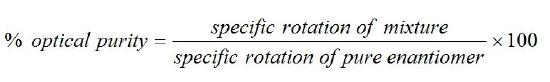 % optical purity = specific rotation of mixture / specific rotation of pure enantiomer × 100